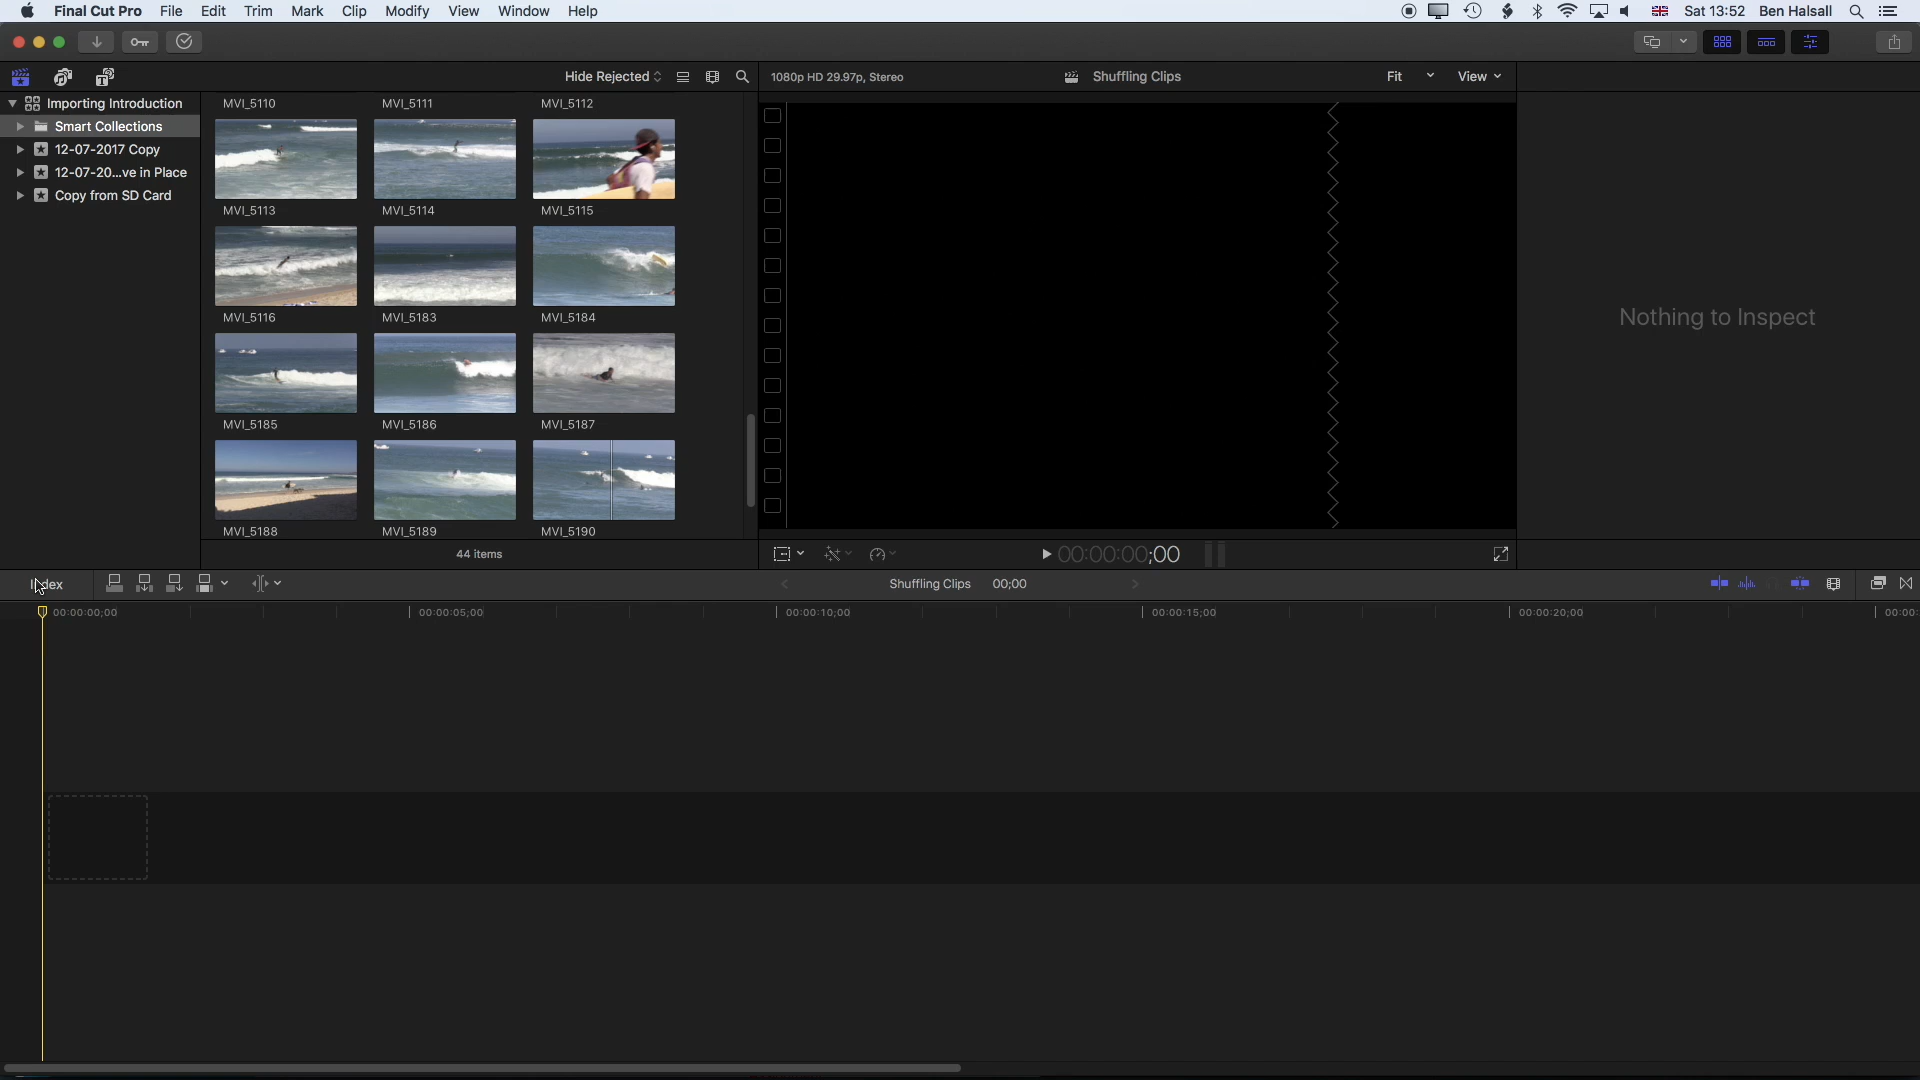 Final Cut Pro File Edit Trim Mark Clip Modify View Window Help Sat 13:52 Ben Halsall
Hide Rejected 1080p HD 29.97p, Stereo Shuffling Clips Fit View
Importing Introduction
Smart Collections
12-07-2017 Copy
12-07-20...ve in Place
Copy from SD Card
MVI_5110 MVI_5111 MVI_5112
MVI_5113 MVI_5114 MVI_5115
MVI_5116 MVI_5183 MVI_5184
MVI_5185 MVI_5186 MVI_5187
MVI_5188 MVI_5189 MVI_5190
44 items
00:00:00;00
Nothing to Inspect
Index Shuffling Clips 00;00
00:00:00;00 00:00:05;00 00:00:10;00 00:00:15;00 00:00:20;00 00:00: